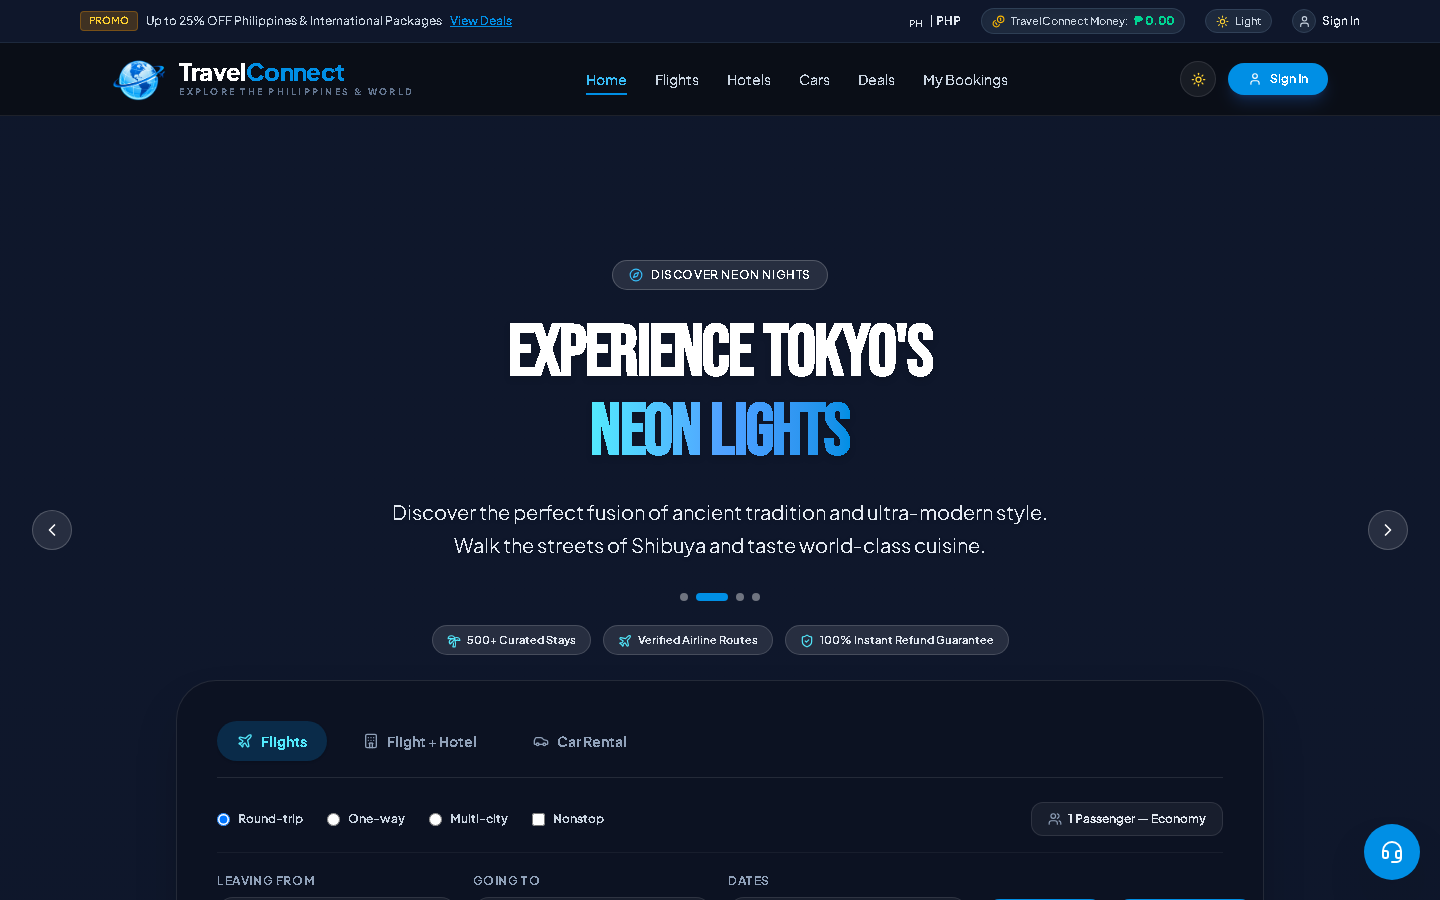 PROMO Up to 25% OFF Philippines & International Packages View Deals PH | PHP TravelConnect Money: ₱0.00 Light Sign In
TravelConnect
EXPLORE THE PHILIPPINES & WORLD
Home Flights Hotels Cars Deals My Bookings Sign In
DISCOVER NEON NIGHTS
EXPERIENCE TOKYO'S
NEON LIGHTS
Discover the perfect fusion of ancient tradition and ultra-modern style.
Walk the streets of Shibuya and taste world-class cuisine.
500+ Curated Stays Verified Airline Routes 100% Instant Refund Guarantee
Flights Flight + Hotel Car Rental
Round-trip One-way Multi-city Nonstop 1 Passenger — Economy
LEAVING FROM GOING TO DATES